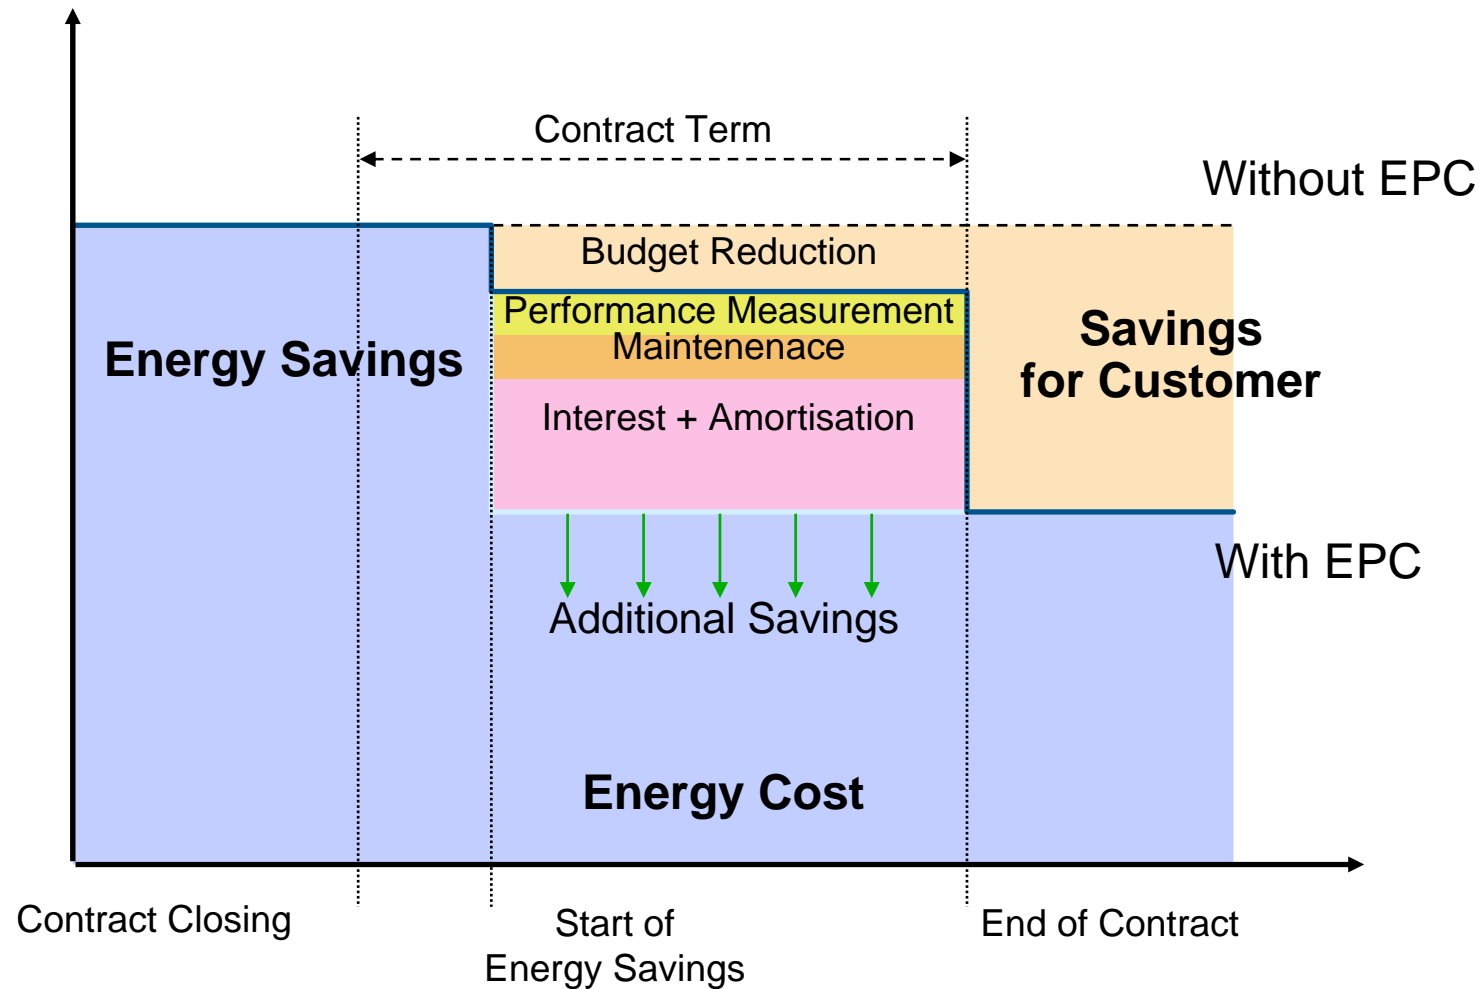 Contract Term
Without EPC
Budget Reduction
Performance Measurement
Maintenenace
Interest + Amortisation
Energy Savings
Savings
for Customer
With EPC
Additional Savings
Energy Cost
Contract Closing
Start of
Energy Savings
End of Contract